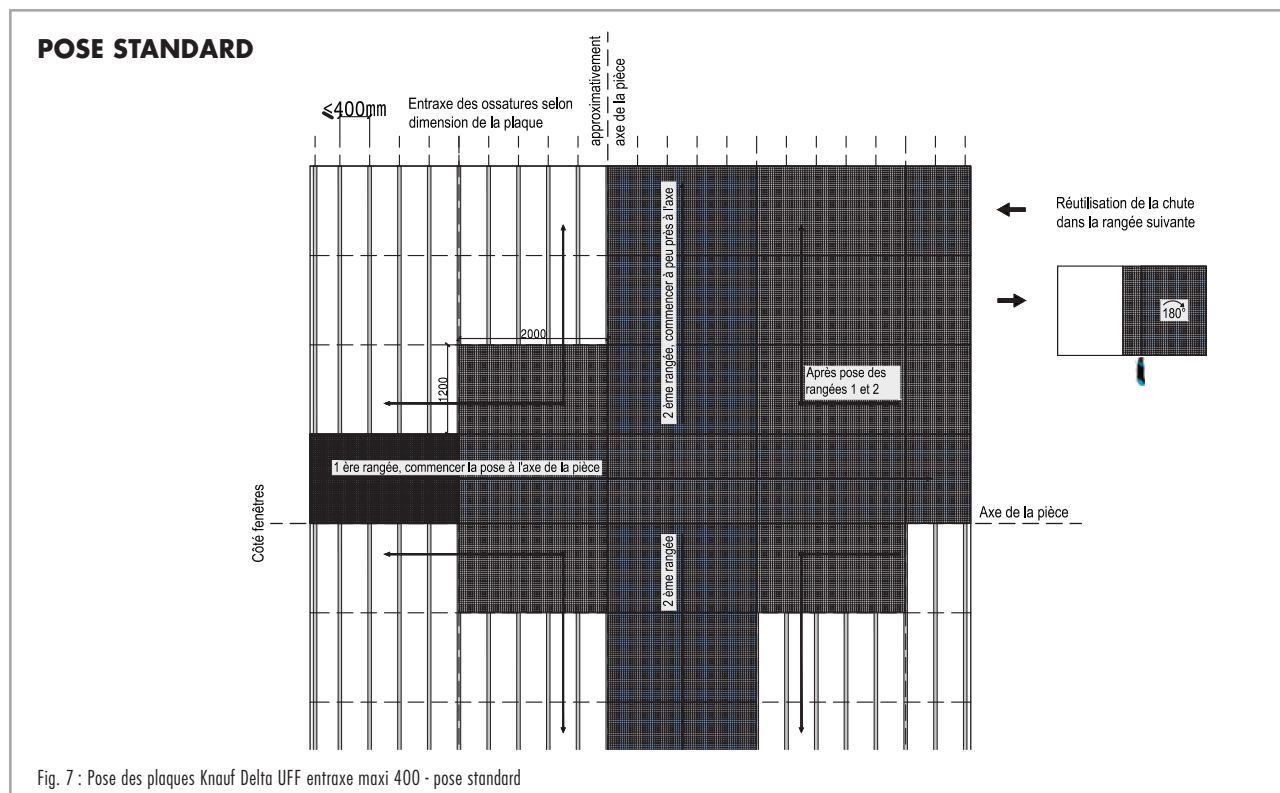 POSE STANDARD
≤400mm
Entraxe des ossatures selon
dimension de la plaque
approximativement
axe de la pièce
Réutilisation de la chute
dans la rangée suivante
180°
2 ème rangée, commencer à peu près à l'axe
2000
1200
Après pose des
rangées 1 et 2
1 ère rangée, commencer la pose à l'axe de la pièce
Côté fenêtres
Axe de la pièce
2 ème rangée
Fig. 7 : Pose des plaques Knauf Delta UFF entraxe maxi 400 - pose standard